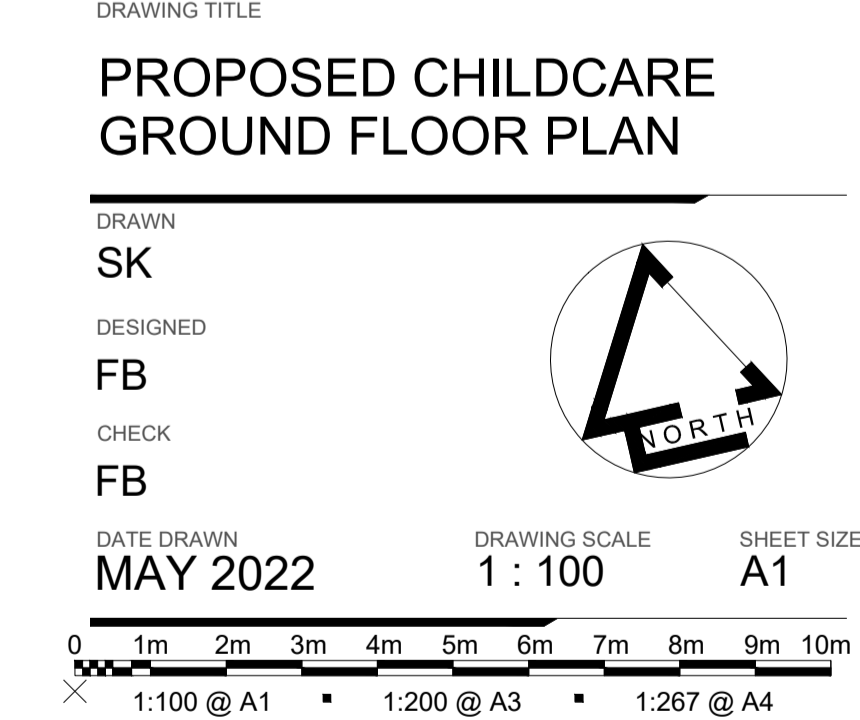 DRAWING TITLE
PROPOSED CHILDCARE
GROUND FLOOR PLAN
DRAWN
SK
DESIGNED
FB
CHECK
FB
NORTH
DATE DRAWN
MAY 2022
DRAWING SCALE
1 : 100
SHEET SIZE
A1
0 1m 2m 3m 4m 5m 6m 7m 8m 9m 10m
1:100 @ A1 ▪ 1:200 @ A3 ▪ 1:267 @ A4